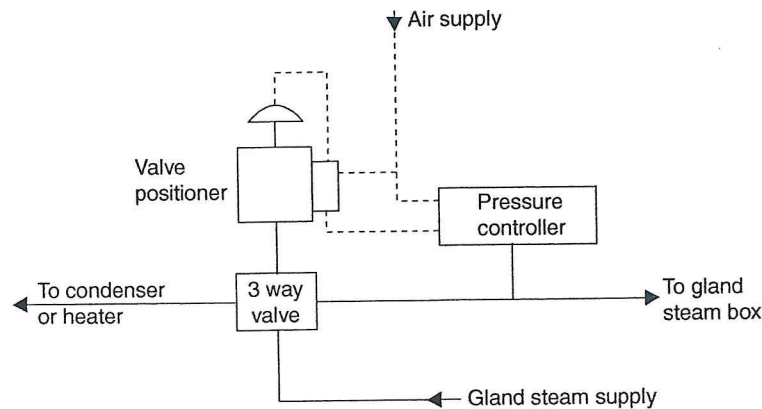 Air supply
Valve
positioner
Pressure
controller
To condenser
or heater
3 way
valve
To gland
steam box
Gland steam supply